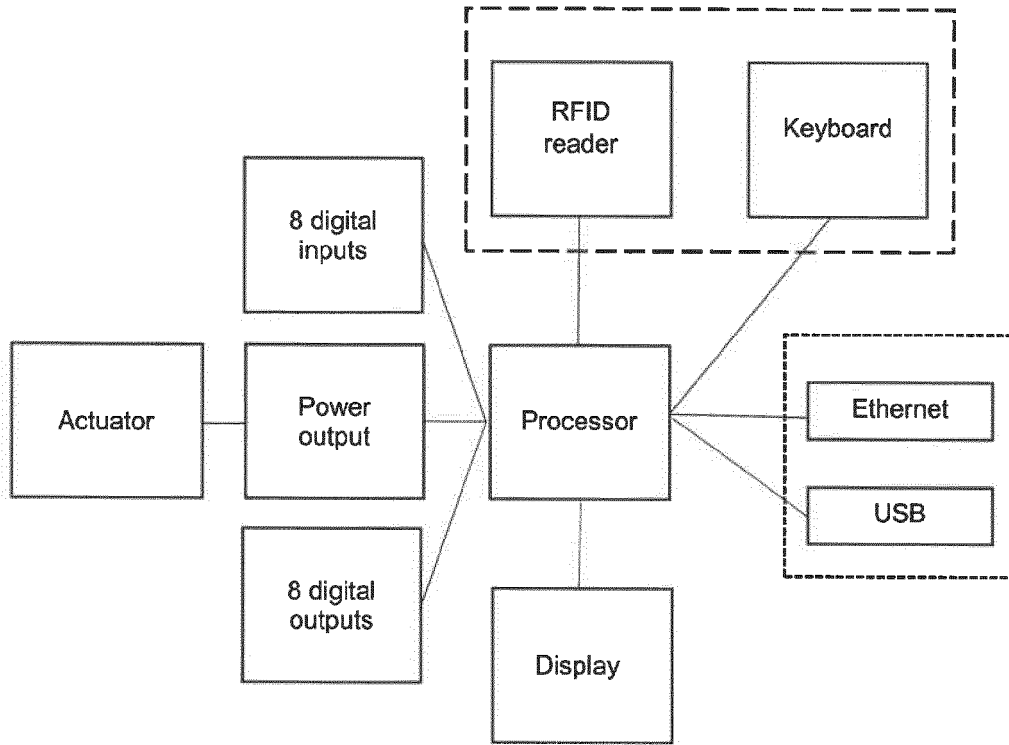 RFID
reader
Keyboard
8 digital
inputs
Actuator
Power
output
Processor
Ethernet
USB
8 digital
outputs
Display